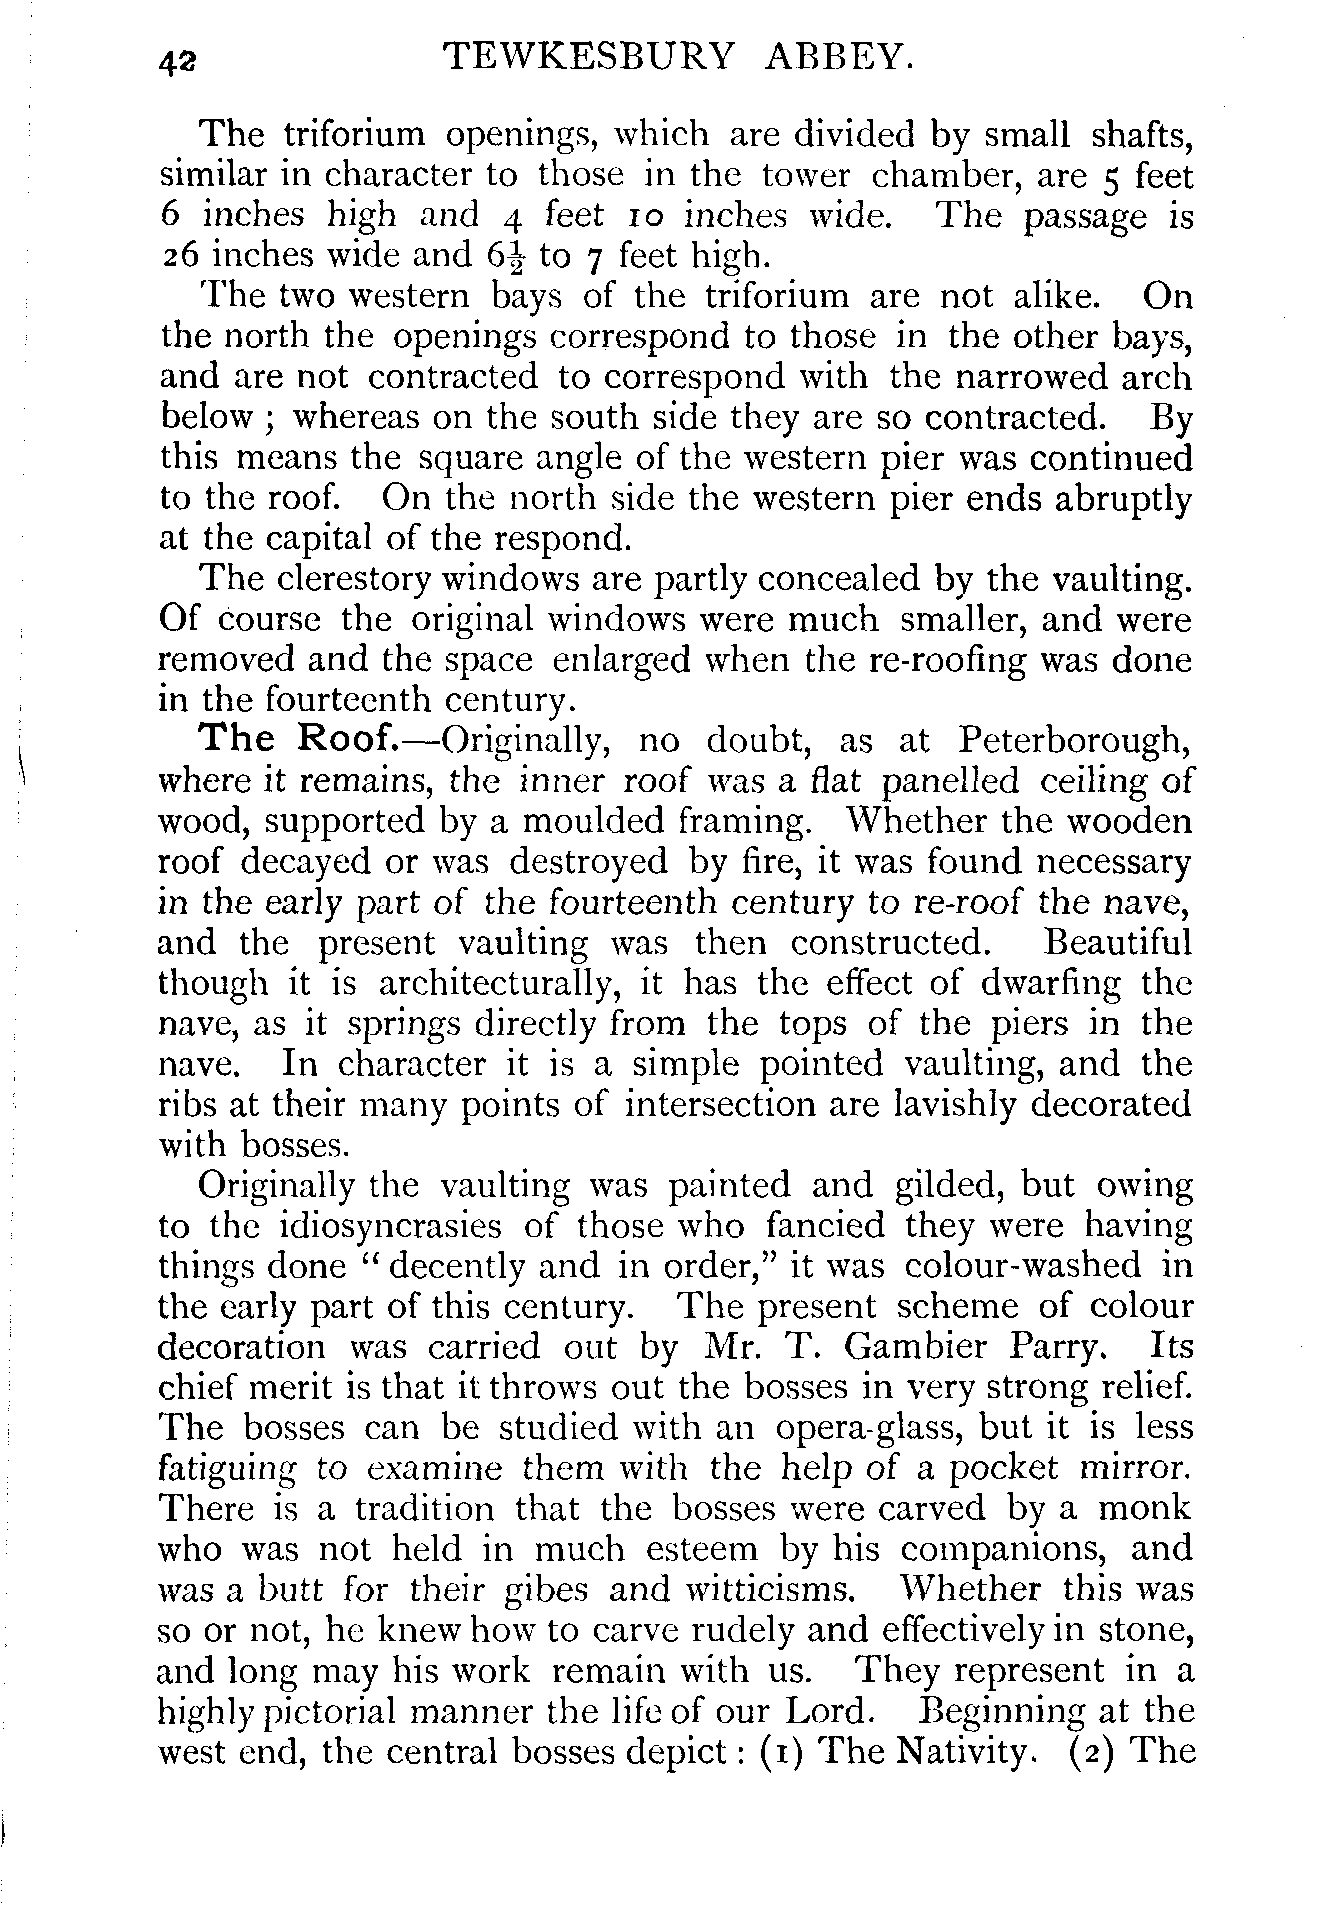 42 TEWKESBURY ABBEY.
The triforium openings, which are divided by small shafts,
similar in character to those in the tower chamber, are 5 feet
6 inches high and 4 feet 10 inches wide. The passage is
26 inches wide and 6½ to 7 feet high.
The two western bays of the triforium are not alike. On
the north the openings correspond to those in the other bays,
and are not contracted to correspond with the narrowed arch
below ; whereas on the south side they are so contracted. By
this means the square angle of the western pier was continued
to the roof. On the north side the western pier ends abruptly
at the capital of the respond.
The clerestory windows are partly concealed by the vaulting.
Of course the original windows were much smaller, and were
removed and the space enlarged when the re-roofing was done
in the fourteenth century.
The Roof.—Originally, no doubt, as at Peterborough,
where it remains, the inner roof was a flat panelled ceiling of
wood, supported by a moulded framing. Whether the wooden
roof decayed or was destroyed by fire, it was found necessary
in the early part of the fourteenth century to re-roof the nave,
and the present vaulting was then constructed. Beautiful
though it is architecturally, it has the effect of dwarfing the
nave, as it springs directly from the tops of the piers in the
nave. In character it is a simple pointed vaulting, and the
ribs at their many points of intersection are lavishly decorated
with bosses.
Originally the vaulting was painted and gilded, but owing
to the idiosyncrasies of those who fancied they were having
things done “ decently and in order,” it was colour-washed in
the early part of this century. The present scheme of colour
decoration was carried out by Mr. T. Gambier Parry. Its
chief merit is that it throws out the bosses in very strong relief.
The bosses can be studied with an opera-glass, but it is less
fatiguing to examine them with the help of a pocket mirror.
There is a tradition that the bosses were carved by a monk
who was not held in much esteem by his companions, and
was a butt for their gibes and witticisms. Whether this was
so or not, he knew how to carve rudely and effectively in stone,
and long may his work remain with us. They represent in a
highly pictorial manner the life of our Lord. Beginning at the
west end, the central bosses depict : (1) The Nativity. (2) The